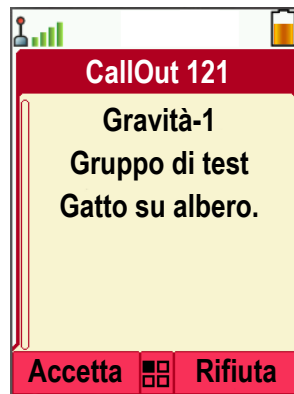 CallOut 121
Gravità-1
Gruppo di test
Gatto su albero.
Accetta Rifiuta